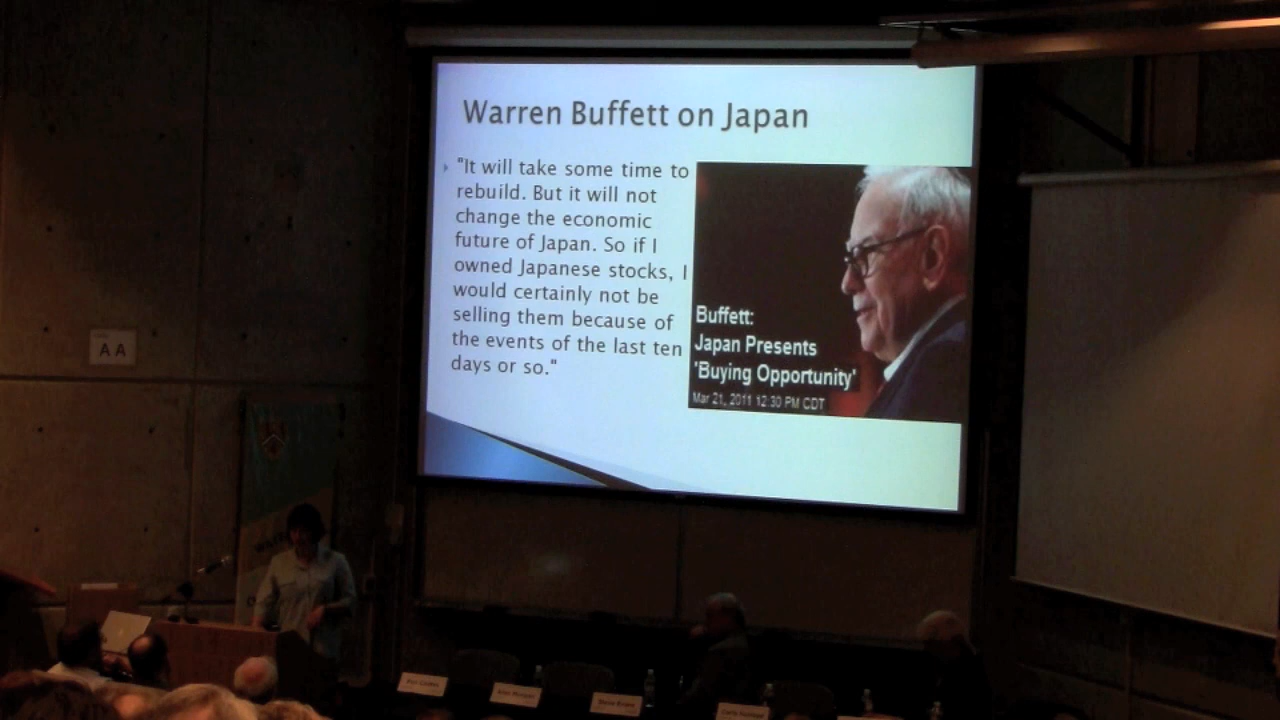 Warren Buffett on Japan
"It will take some time to
rebuild. But it will not
change the economic
future of Japan. So if I
owned Japanese stocks, I
would certainly not be
selling them because of
the events of the last ten
days or so."
Buffett:
Japan Presents
'Buying Opportunity'
Mar 21, 2011 12:30 PM CDT
A A